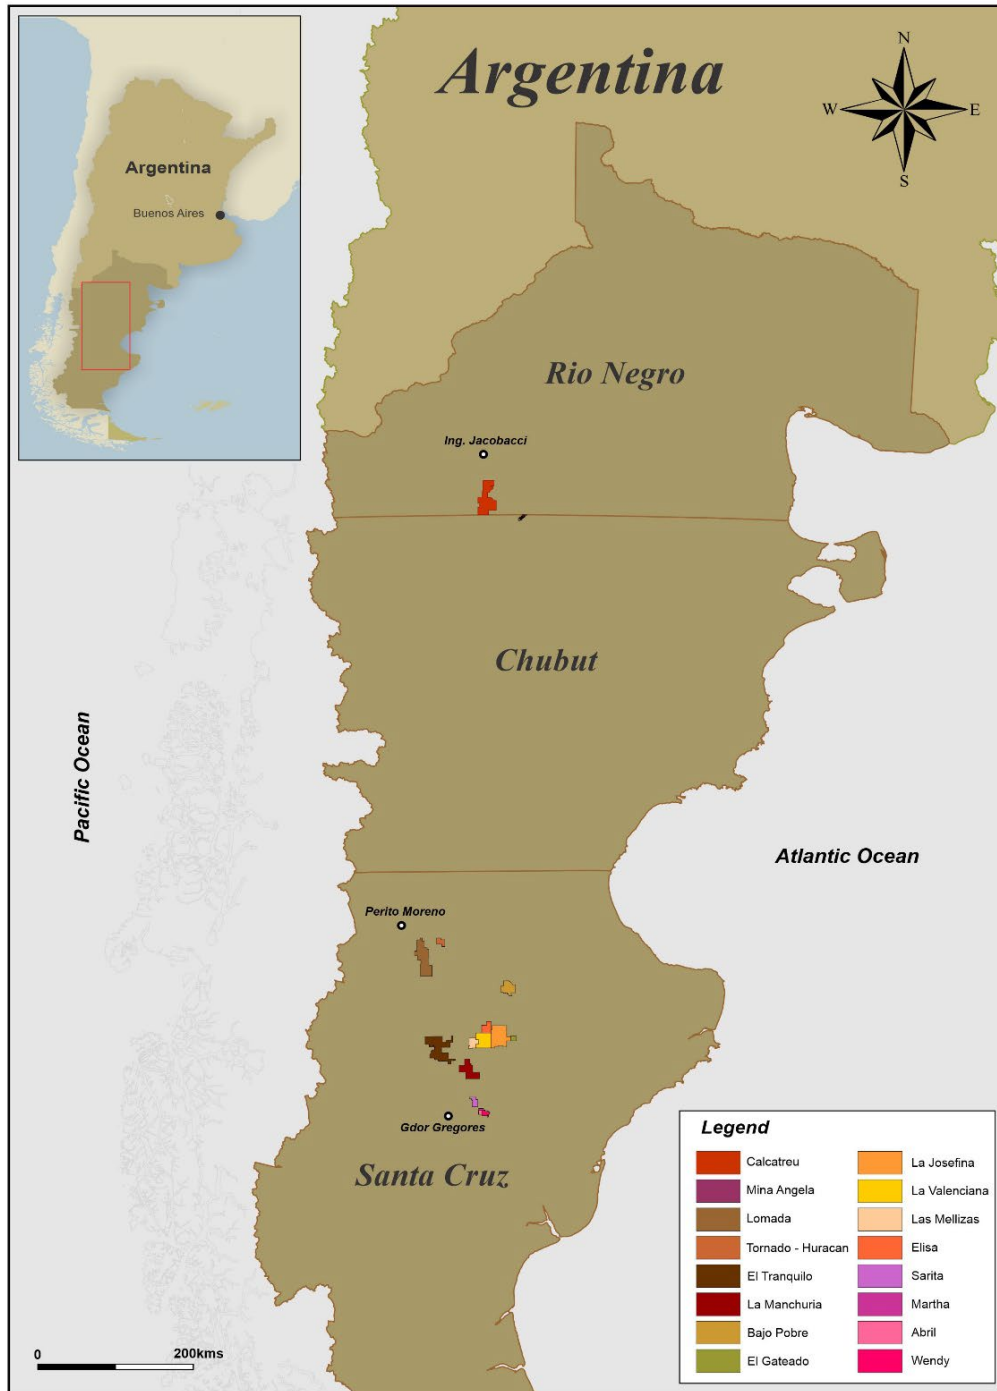 Argentina
N
W
E
S
Argentina
Buenos Aires
Rio Negro
Ing. Jacobacci
Chubut
Pacific Ocean
Atlantic Ocean
Perito Moreno
Gdor Gregores
Santa Cruz
0
200kms
Legend
Calcatreu
Mina Angela
Lomada
Tornado - Huracan
El Tranquilo
La Manchuria
Bajo Pobre
El Gateado
La Josefina
La Valenciana
Las Mellizas
Elisa
Sarita
Martha
Abril
Wendy